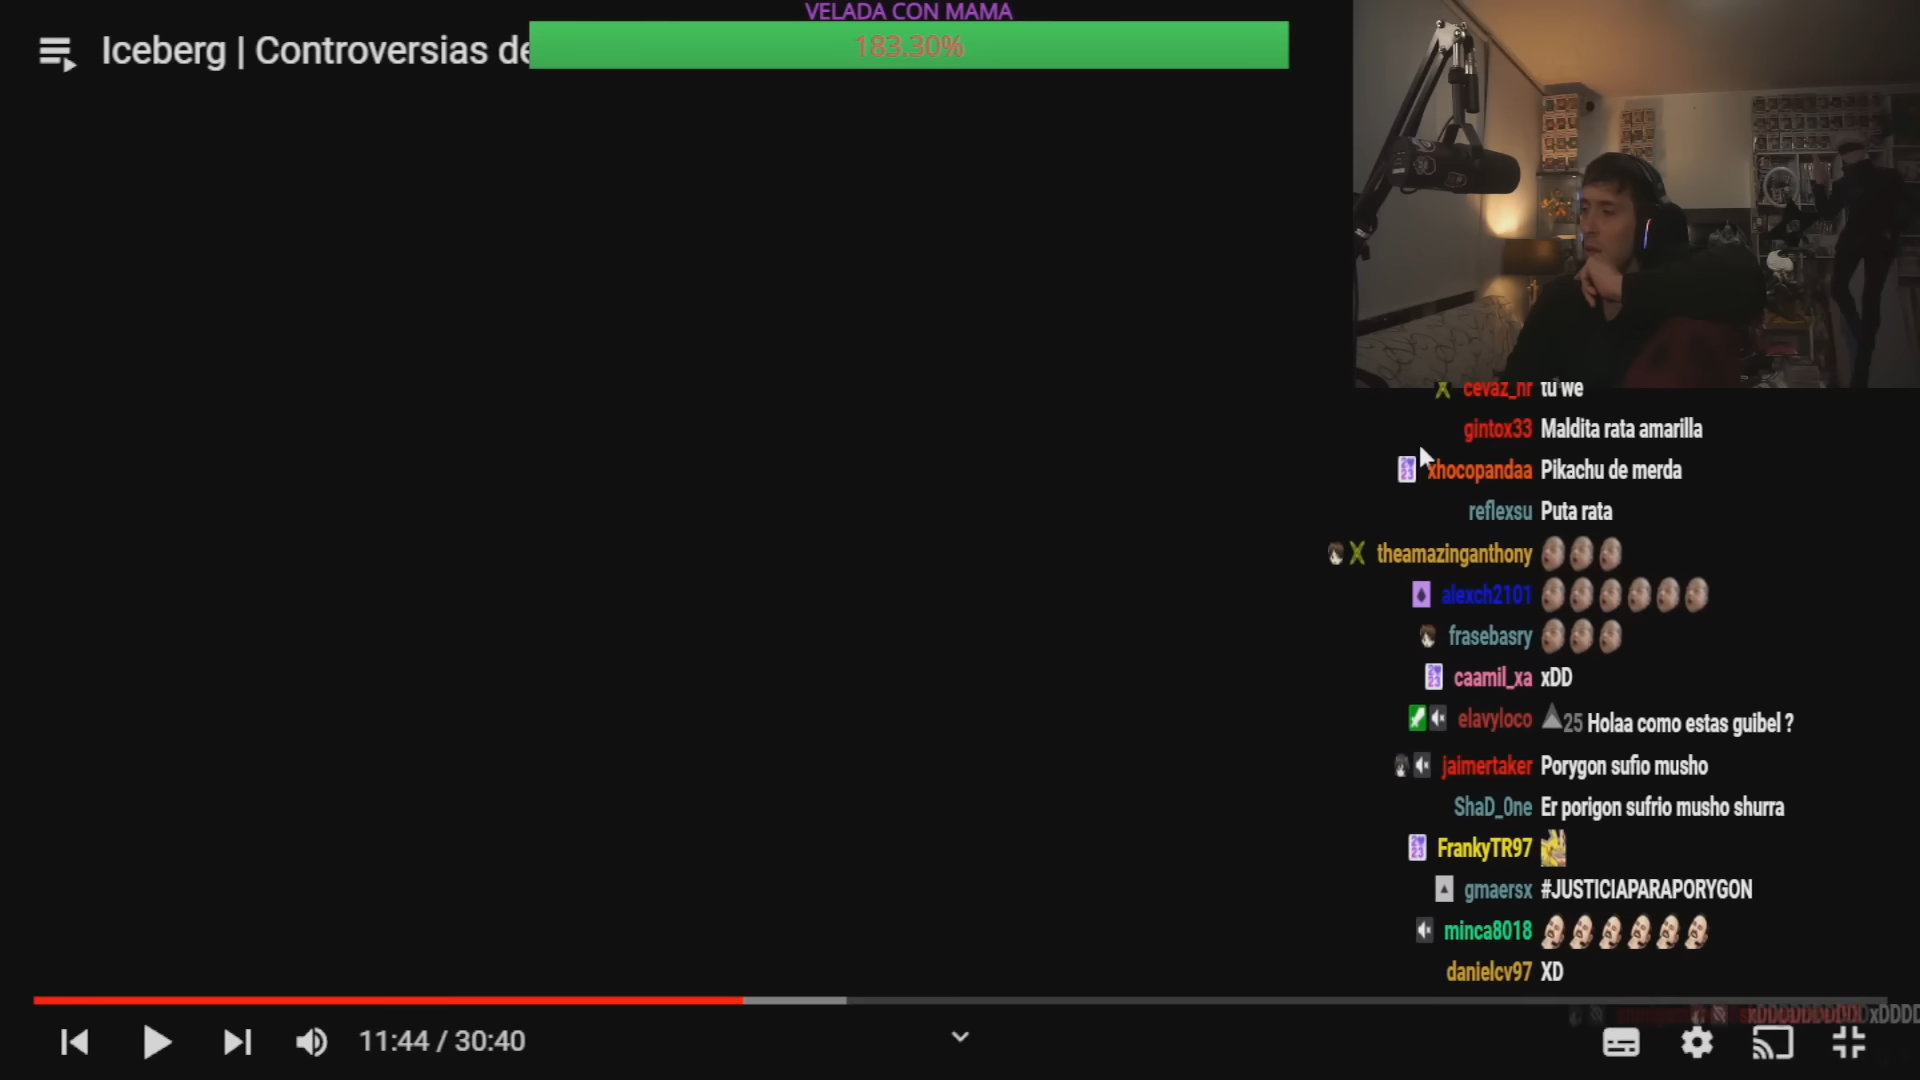 VELADA CON MAMA
Iceberg | Controversias de
183.30%
cevaz_nr tu we
gintox33 Maldita rata amarilla
xhocopandaa Pikachu de merda
reflexsu Puta rata
theamazinganthony
alexch2101
frasebasry
caamil_xa xDD
elavyloco 25 Holaa como estas guibel ?
jaimertaker Porygon sufio musho
ShaD_0ne Er porigon sufrio musho shurra
FrankyTR97
gmaersx #JUSTICIAPARAPORYGON
minca8018
danielcv97 XD
xDDDD
11:44 / 30:40